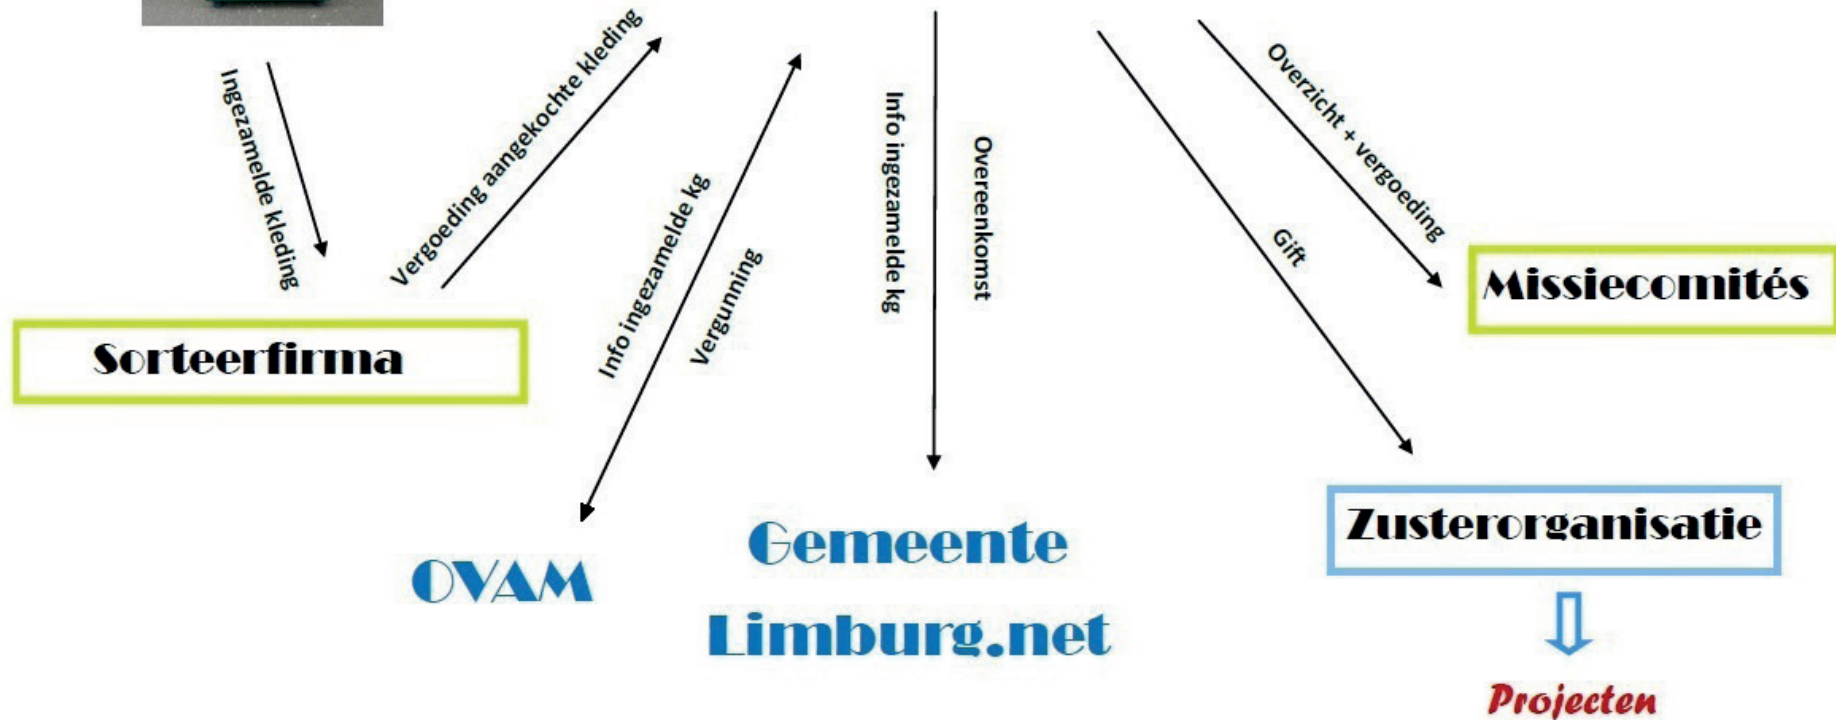 Ingezamelde kleding
Vergoeding aangekochte kleding
Info ingezamelde kg
Vergunning
Info ingezamelde kg
Overeenkomst
Overzicht + vergoeding
Gift
Missiecomités
Sorteerfirma
Zusterorganisatie
OVAM
Gemeente
Limburg.net
Projecten